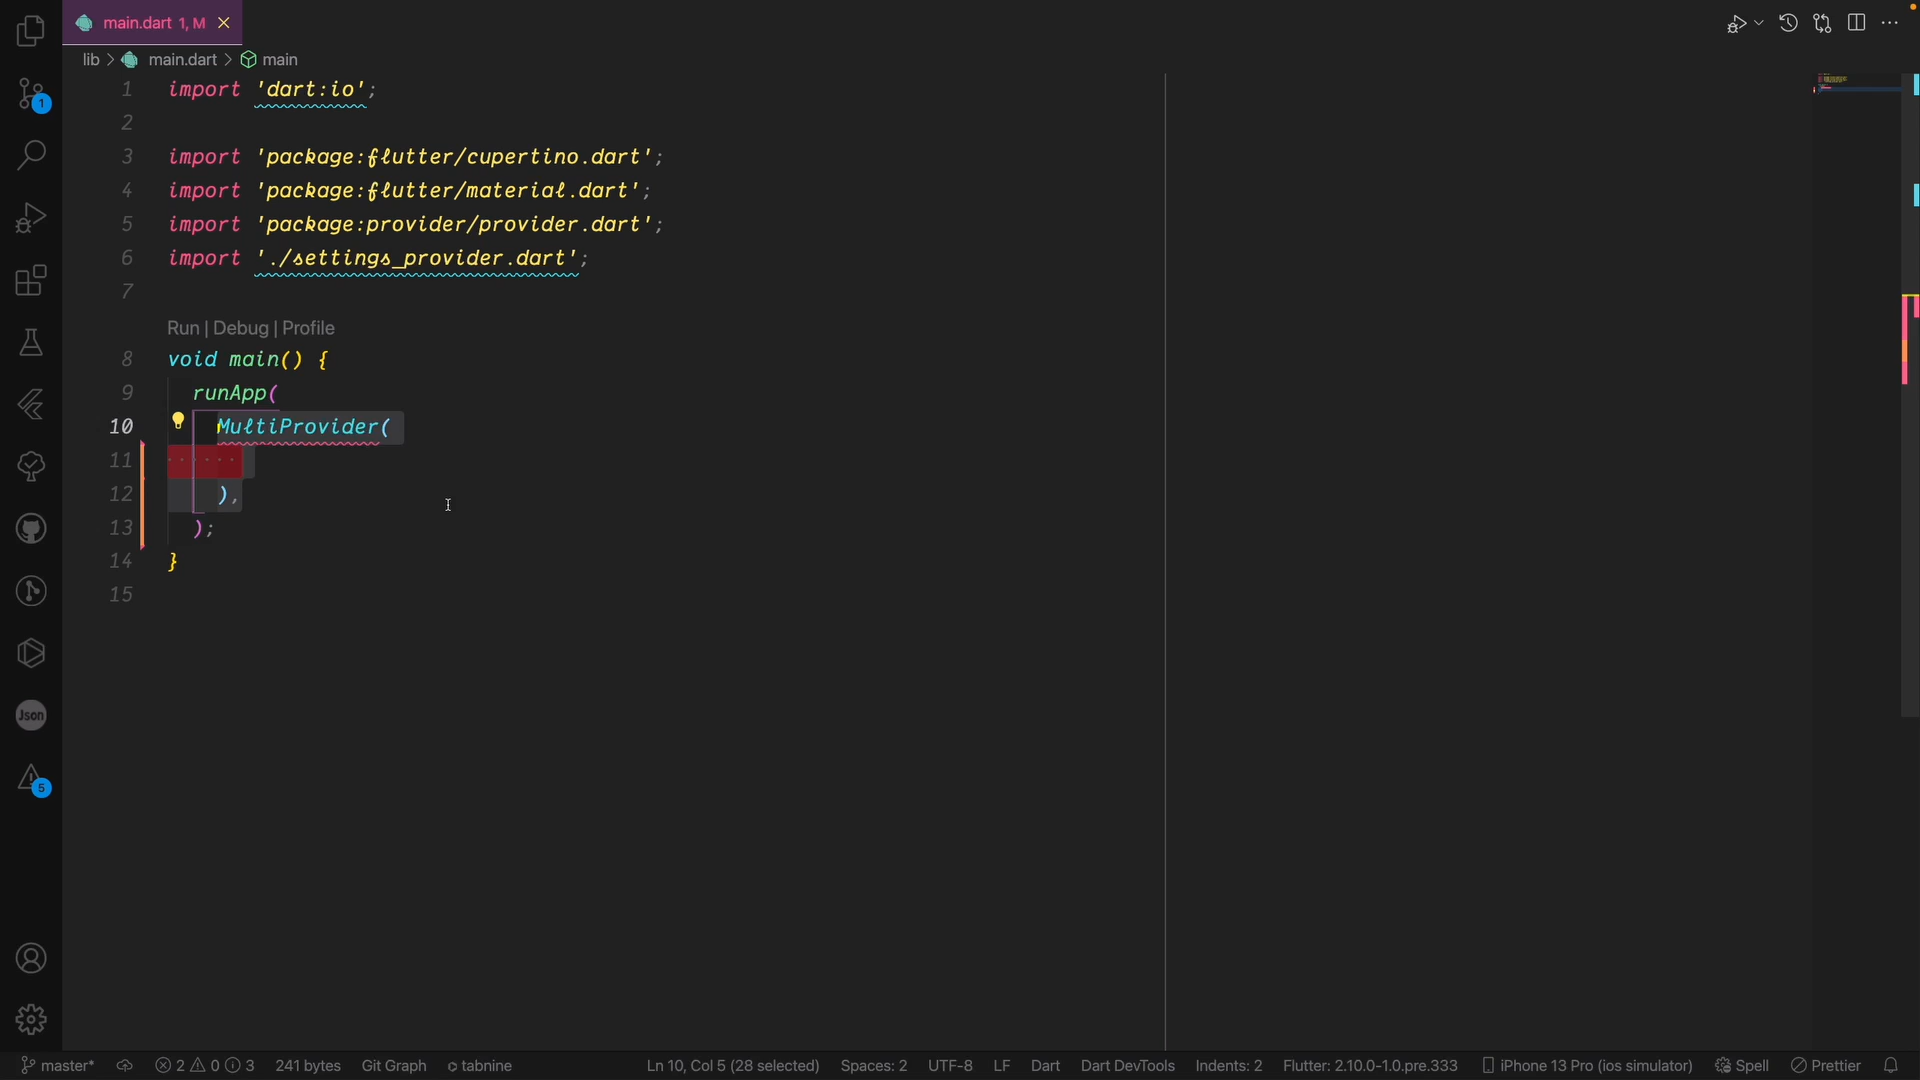 main.dart 1, M
lib > main.dart > main
1 import 'dart:io';
2
3 import 'package:flutter/cupertino.dart';
4 import 'package:flutter/material.dart';
5 import 'package:provider/provider.dart';
6 import './settings_provider.dart';
7
Run | Debug | Profile
8 void main() {
9 runApp(
10 MultiProvider(
11
12 ),
13 );
14 }
15
1
Json
5
master* 2 0 3 241 bytes Git Graph tabnine Ln 10, Col 5 (28 selected) Spaces: 2 UTF-8 LF Dart Dart DevTools Indents: 2 Flutter: 2.10.0-1.0.pre.333 iPhone 13 Pro (ios simulator) Spell Prettier